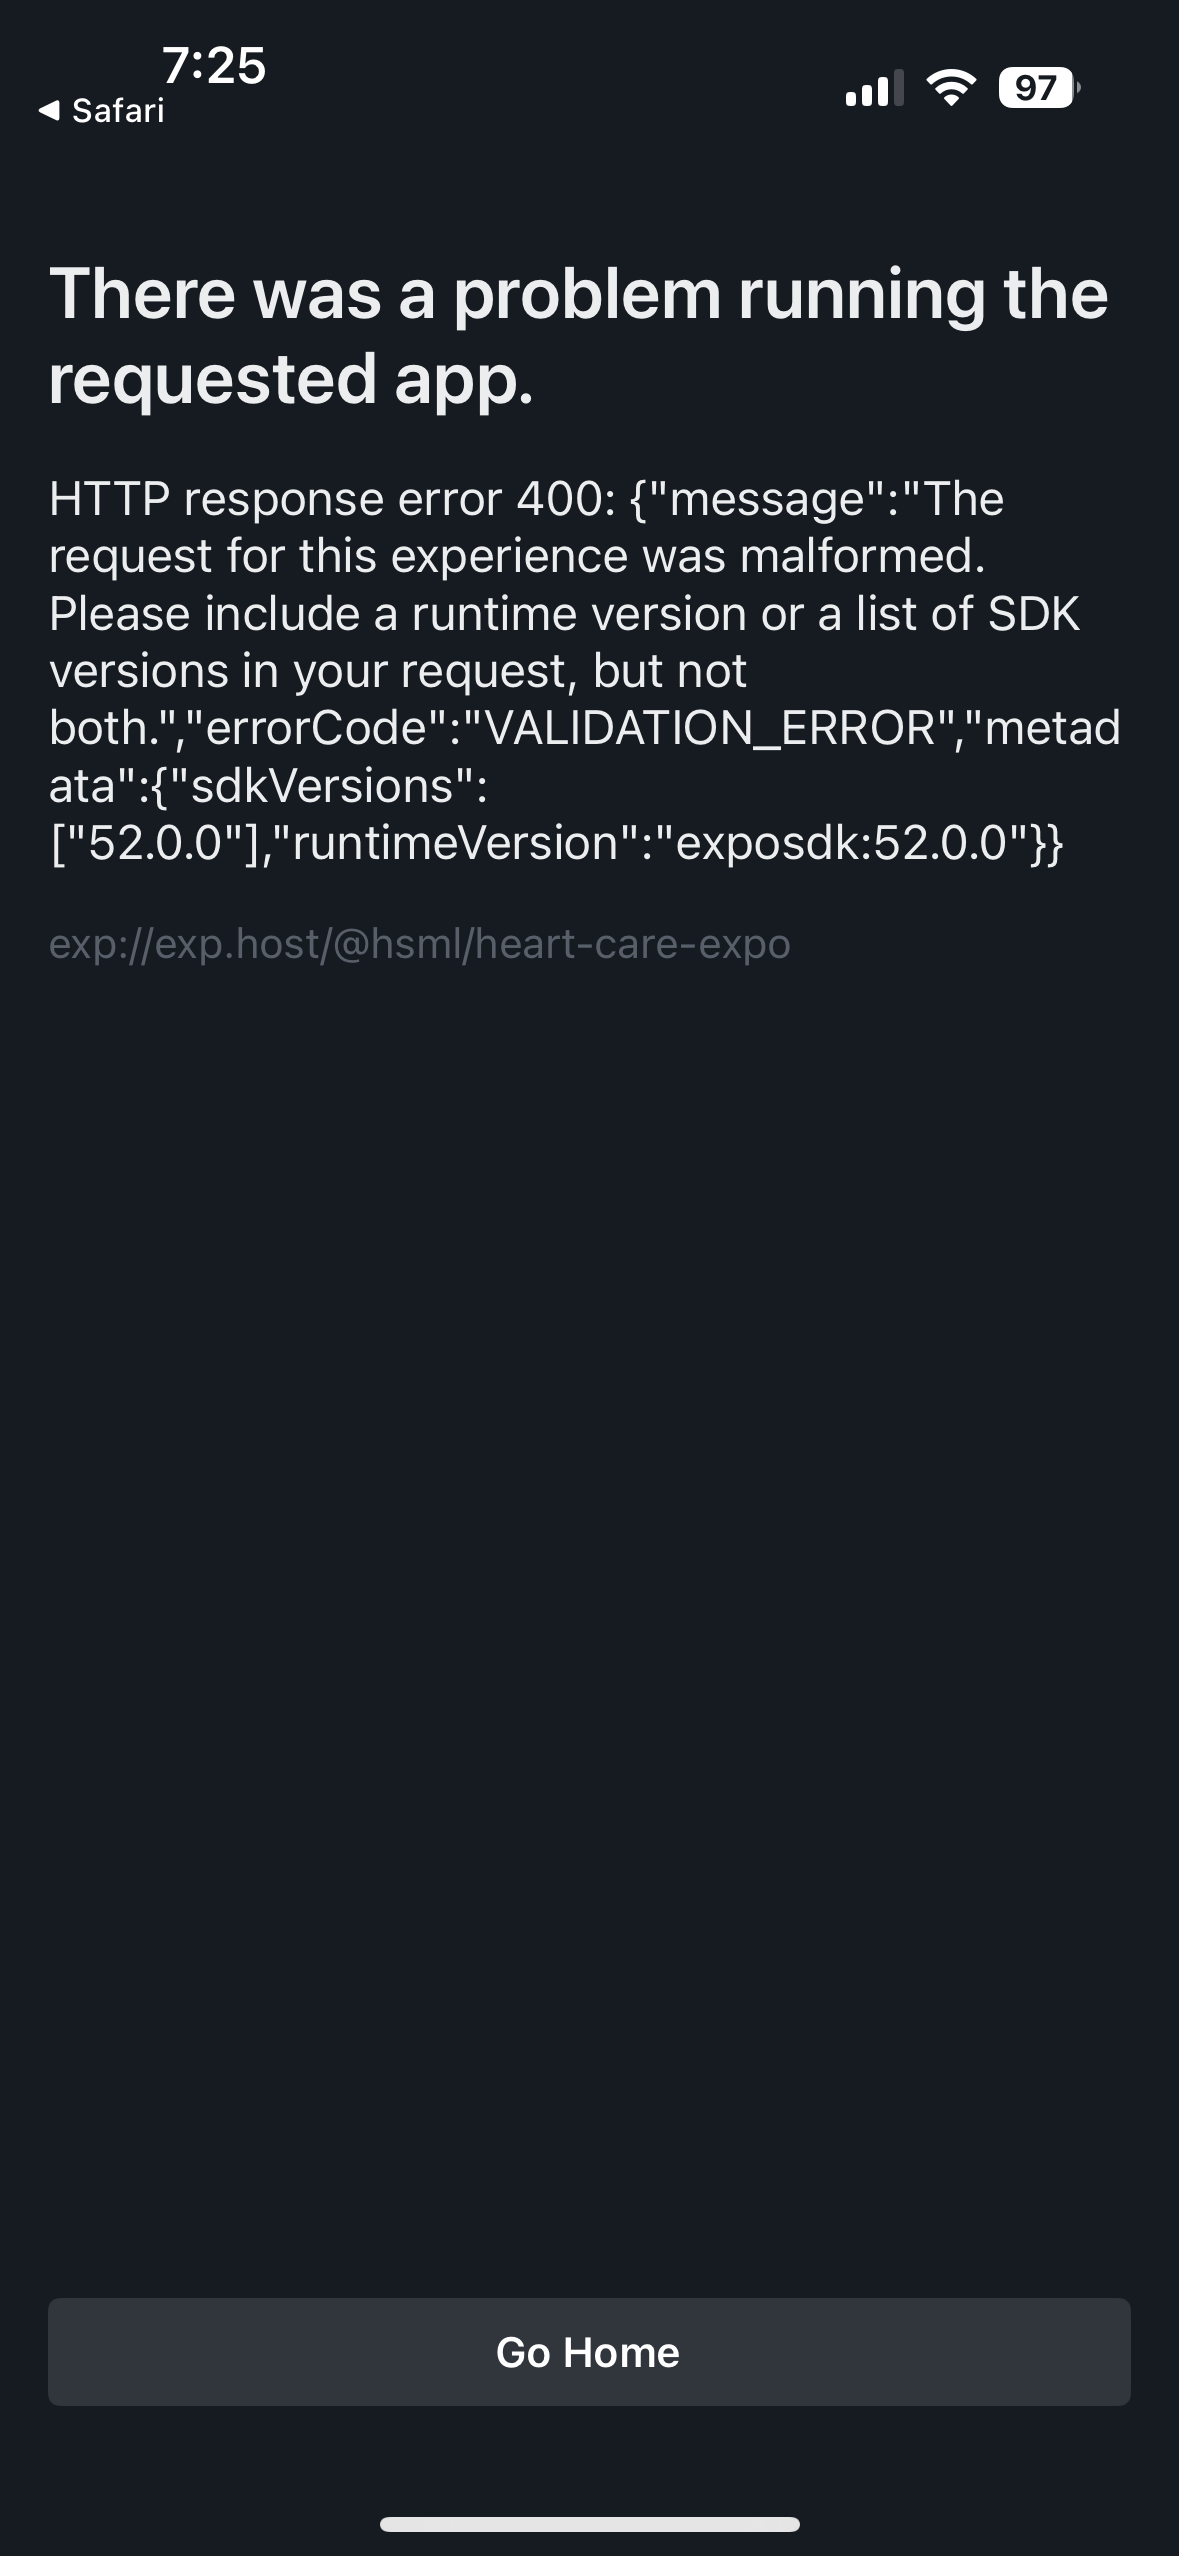 7:25
Safari
97
There was a problem running the
requested app.
HTTP response error 400: {"message":"The
request for this experience was malformed.
Please include a runtime version or a list of SDK
versions in your request, but not
both.","errorCode":"VALIDATION_ERROR","metad
ata":{"sdkVersions":
["52.0.0"],"runtimeVersion":"exposdk:52.0.0"}}
exp://exp.host/@hsml/heart-care-expo
Go Home